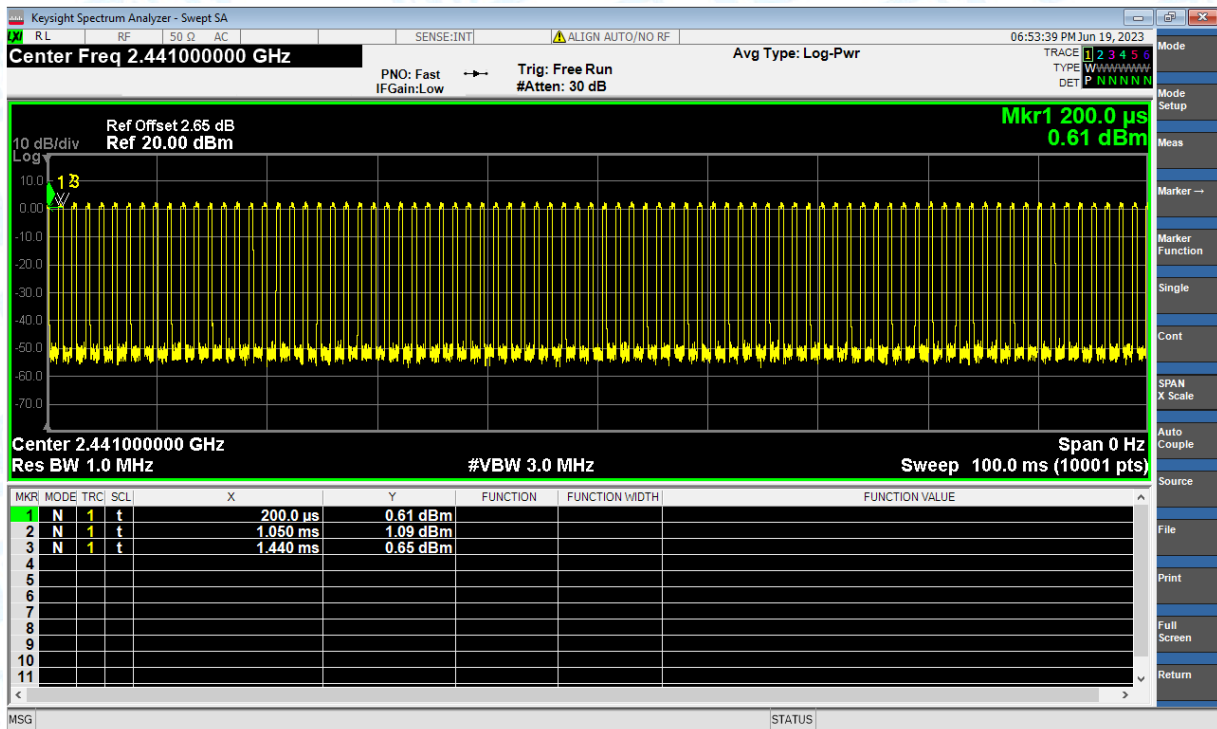 Keysight Spectrum Analyzer - Swept SA
LXI RL RF 50 Ω AC SENSE:INT ALIGN AUTO/NO RF 06:53:39 PM Jun 19, 2023
Center Freq 2.441000000 GHz
Avg Type: Log-Pwr
TRACE 1 2 3 4 5 6
TYPE WWWWWW
DET P N N N N N
PNO: Fast
IFGain:Low
Trig: Free Run
#Atten: 30 dB
Mkr1 200.0 µs
0.61 dBm
Ref Offset 2.65 dB
10 dB/div Ref 20.00 dBm
Log
10.0
0.00
-10.0
-20.0
-30.0
-40.0
-50.0
-60.0
-70.0
1
3
Center 2.441000000 GHz Span 0 Hz
Res BW 1.0 MHz #VBW 3.0 MHz Sweep 100.0 ms (10001 pts)
MKR MODE TRC SCL X Y FUNCTION FUNCTION WIDTH FUNCTION VALUE
1 N 1 t 200.0 µs 0.61 dBm
2 N 1 t 1.050 ms 1.09 dBm
3 N 1 t 1.440 ms 0.65 dBm
4
5
6
7
8
9
10
11
MSG STATUS
Mode
Mode
Setup
Meas
Marker →
Marker
Function
Single
Cont
SPAN
X Scale
Auto
Couple
Source
File
Print
Full
Screen
Return